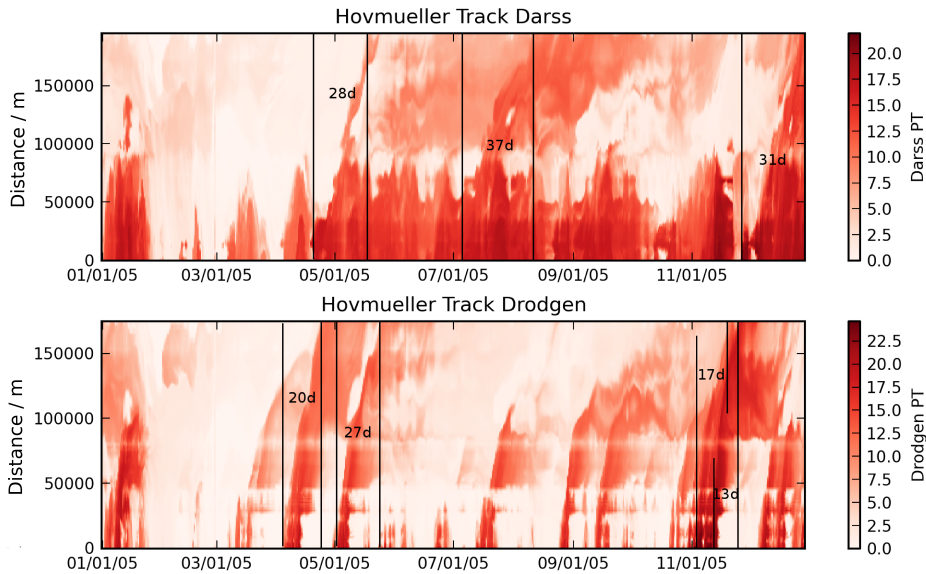 Hovmueller Track Darss
Distance / m
150000
100000
50000
0
28d
37d
31d
01/01/05 03/01/05 05/01/05 07/01/05 09/01/05 11/01/05
20.0
17.5
15.0
12.5
10.0
7.5
5.0
2.5
0.0
Darss PT
Hovmueller Track Drodgen
Distance / m
150000
100000
50000
0
20d
27d
17d
13d
01/01/05 03/01/05 05/01/05 07/01/05 09/01/05 11/01/05
22.5
20.0
17.5
15.0
12.5
10.0
7.5
5.0
2.5
0.0
Drodgen PT